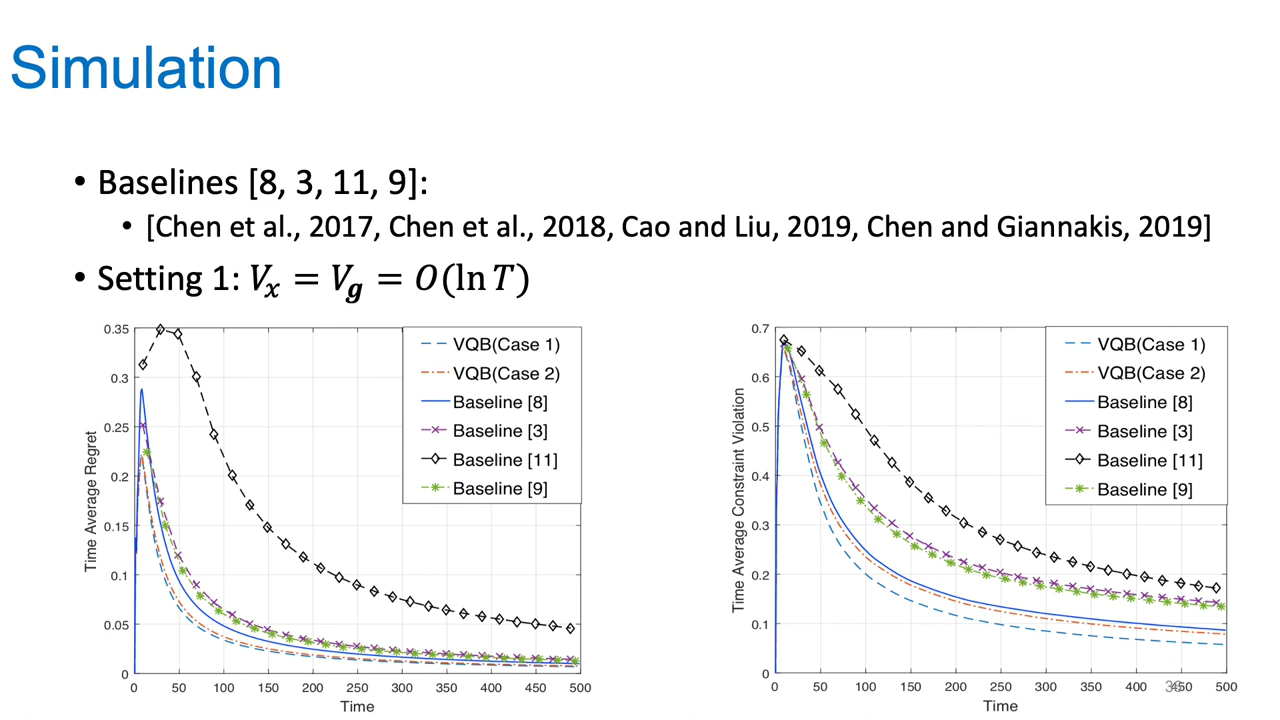 Simulation
• Baselines [8, 3, 11, 9]:
• [Chen et al., 2017, Chen et al., 2018, Cao and Liu, 2019, Chen and Giannakis, 2019]
• Setting 1: Vx = Vg = O(ln T)
Time Average Regret
0.35
0.3
0.25
0.2
0.15
0.1
0.05
0
VQB(Case 1)
VQB(Case 2)
Baseline [8]
Baseline [3]
Baseline [11]
Baseline [9]
0 50 100 150 200 250 300 350 400 450 500
Time
Time Average Constraint Violation
0.7
0.6
0.5
0.4
0.3
0.2
0.1
0
VQB(Case 1)
VQB(Case 2)
Baseline [8]
Baseline [3]
Baseline [11]
Baseline [9]
0 50 100 150 200 250 300 350 400 450 500
Time